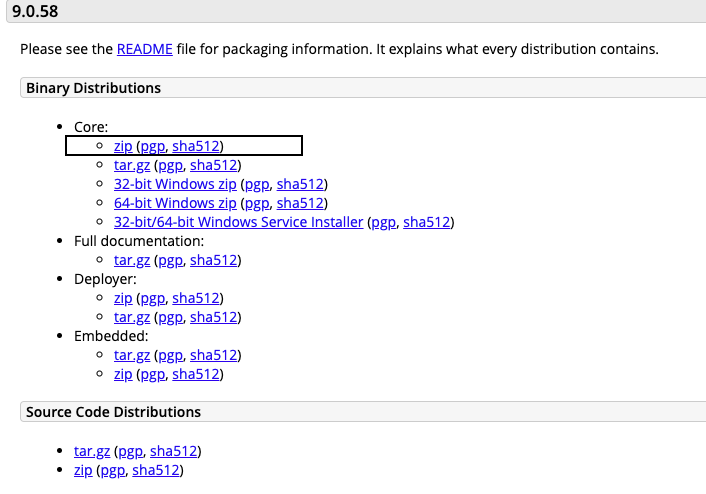 9.0.58
Please see the README file for packaging information. It explains what every distribution contains.
Binary Distributions
• Core:
◦ zip (pgp, sha512)
◦ tar.gz (pgp, sha512)
◦ 32-bit Windows zip (pgp, sha512)
◦ 64-bit Windows zip (pgp, sha512)
◦ 32-bit/64-bit Windows Service Installer (pgp, sha512)
• Full documentation:
◦ tar.gz (pgp, sha512)
• Deployer:
◦ zip (pgp, sha512)
◦ tar.gz (pgp, sha512)
• Embedded:
◦ tar.gz (pgp, sha512)
◦ zip (pgp, sha512)
Source Code Distributions
• tar.gz (pgp, sha512)
• zip (pgp, sha512)